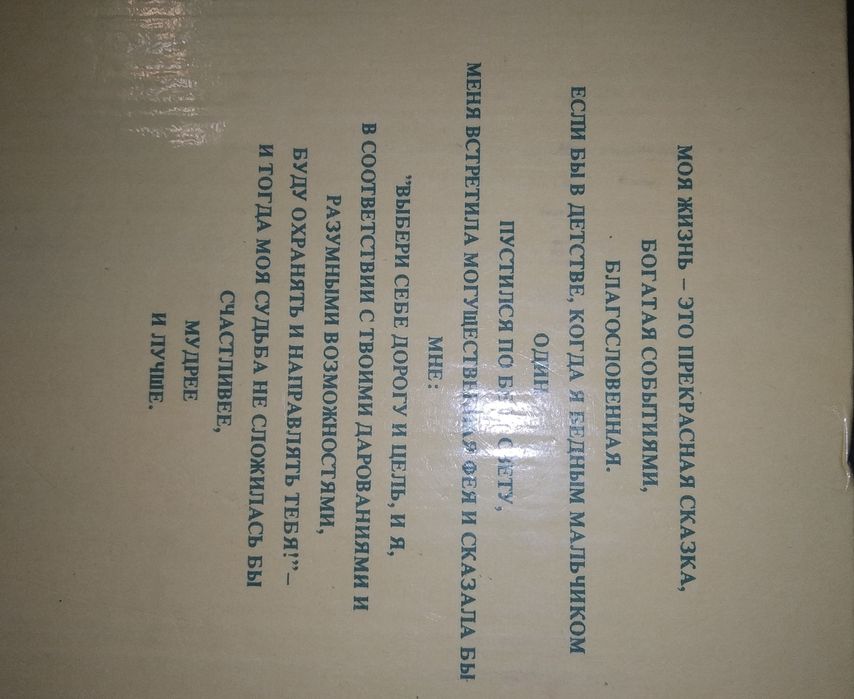 МОЯ ЖИЗНЬ – ЭТО ПРЕКРАСНАЯ СКАЗКА,
БОГАТАЯ СОБЫТИЯМИ,
БЛАГОСЛОВЕННАЯ.
ЕСЛИ БЫ В ДЕТСТВЕ, КОГДА Я БЕДНЫМ МАЛЬЧИКОМ
ОДИН
ПУСТИЛСЯ ПО СВЕТУ,
МЕНЯ ВСТРЕТИЛА МОГУЩЕСТВЕННАЯ ФЕЯ И СКАЗАЛА БЫ
МНЕ:
"ВЫБЕРИ СЕБЕ ДОРОГУ И ЦЕЛЬ, И Я,
В СООТВЕТСТВИИ С ТВОИМИ ДАРОВАНИЯМИ И
РАЗУМНЫМИ ВОЗМОЖНОСТЯМИ,
БУДУ ОХРАНЯТЬ И НАПРАВЛЯТЬ ТЕБЯ!"–
И ТОГДА МОЯ СУДЬБА НЕ СЛОЖИЛАСЬ БЫ
СЧАСТЛИВЕЕ,
МУДРЕЕ
И ЛУЧШЕ.